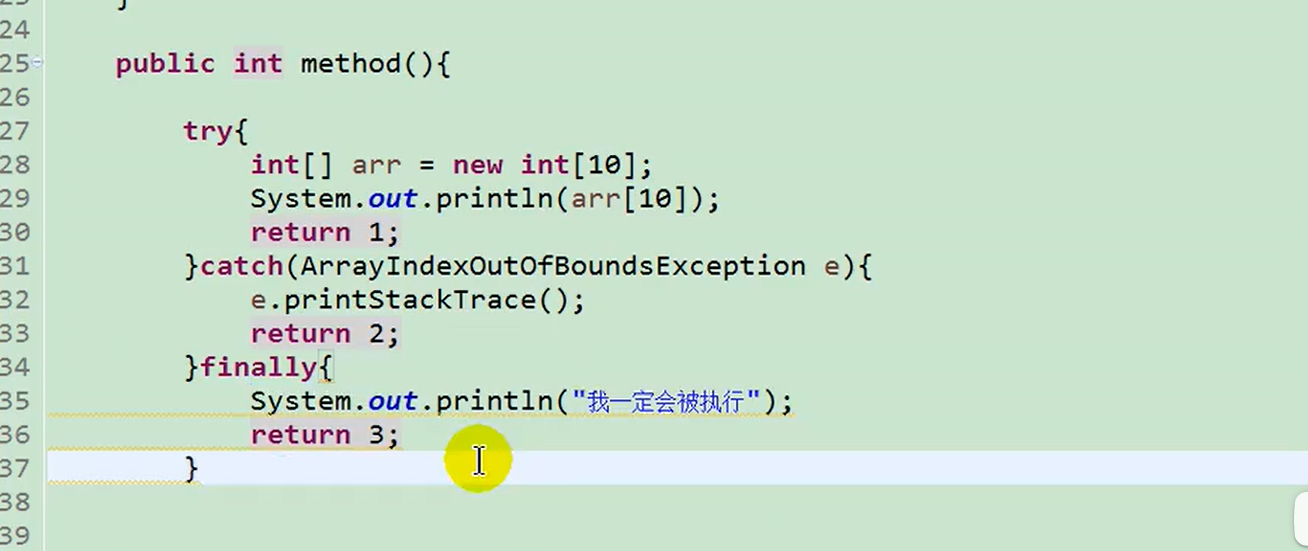 23 }
24
25 public int method(){
26
27 try{
28 int[] arr = new int[10];
29 System.out.println(arr[10]);
30 return 1;
31 }catch(ArrayIndexOutOfBoundsException e){
32 e.printStackTrace();
33 return 2;
34 }finally{
35 System.out.println("我一定会被执行");
36 return 3;
37 }
38
39